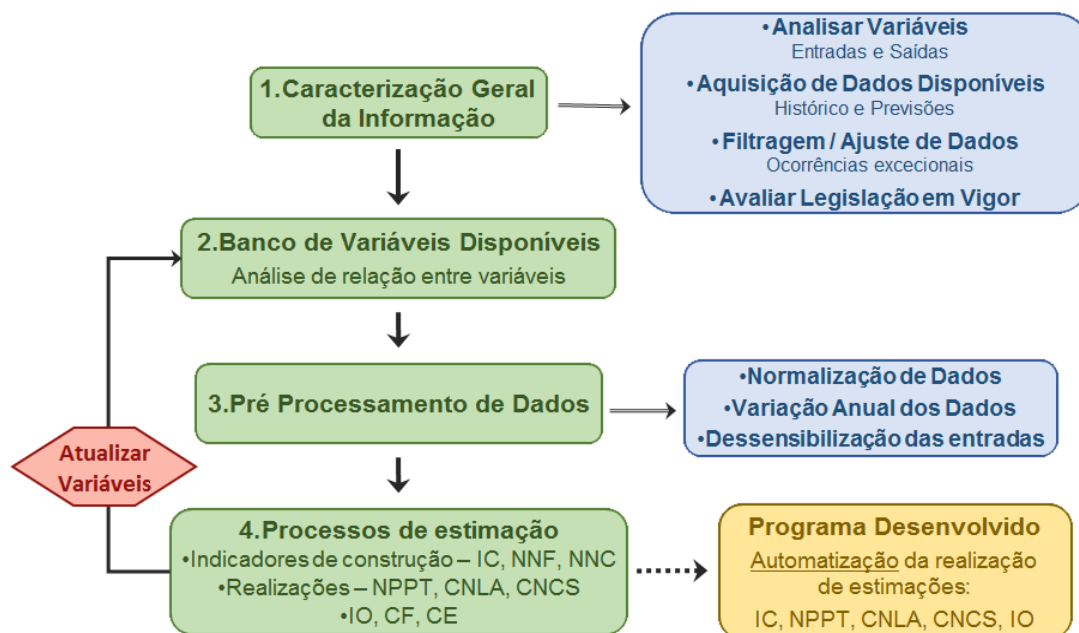 1.Caracterização Geral
da Informação
•Analisar Variáveis
Entradas e Saídas
•Aquisição de Dados Disponíveis
Histórico e Previsões
•Filtragem / Ajuste de Dados
Ocorrências excecionais
•Avaliar Legislação em Vigor
2.Banco de Variáveis Disponíveis
Análise de relação entre variáveis
3.Pré Processamento de Dados
•Normalização de Dados
•Variação Anual dos Dados
•Dessensibilização das entradas
Atualizar
Variáveis
4.Processos de estimação
•Indicadores de construção – IC, NNF, NNC
•Realizações – NPPT, CNLA, CNCS
•IO, CF, CE
Programa Desenvolvido
Automatização da realização
de estimações:
IC, NPPT, CNLA, CNCS, IO